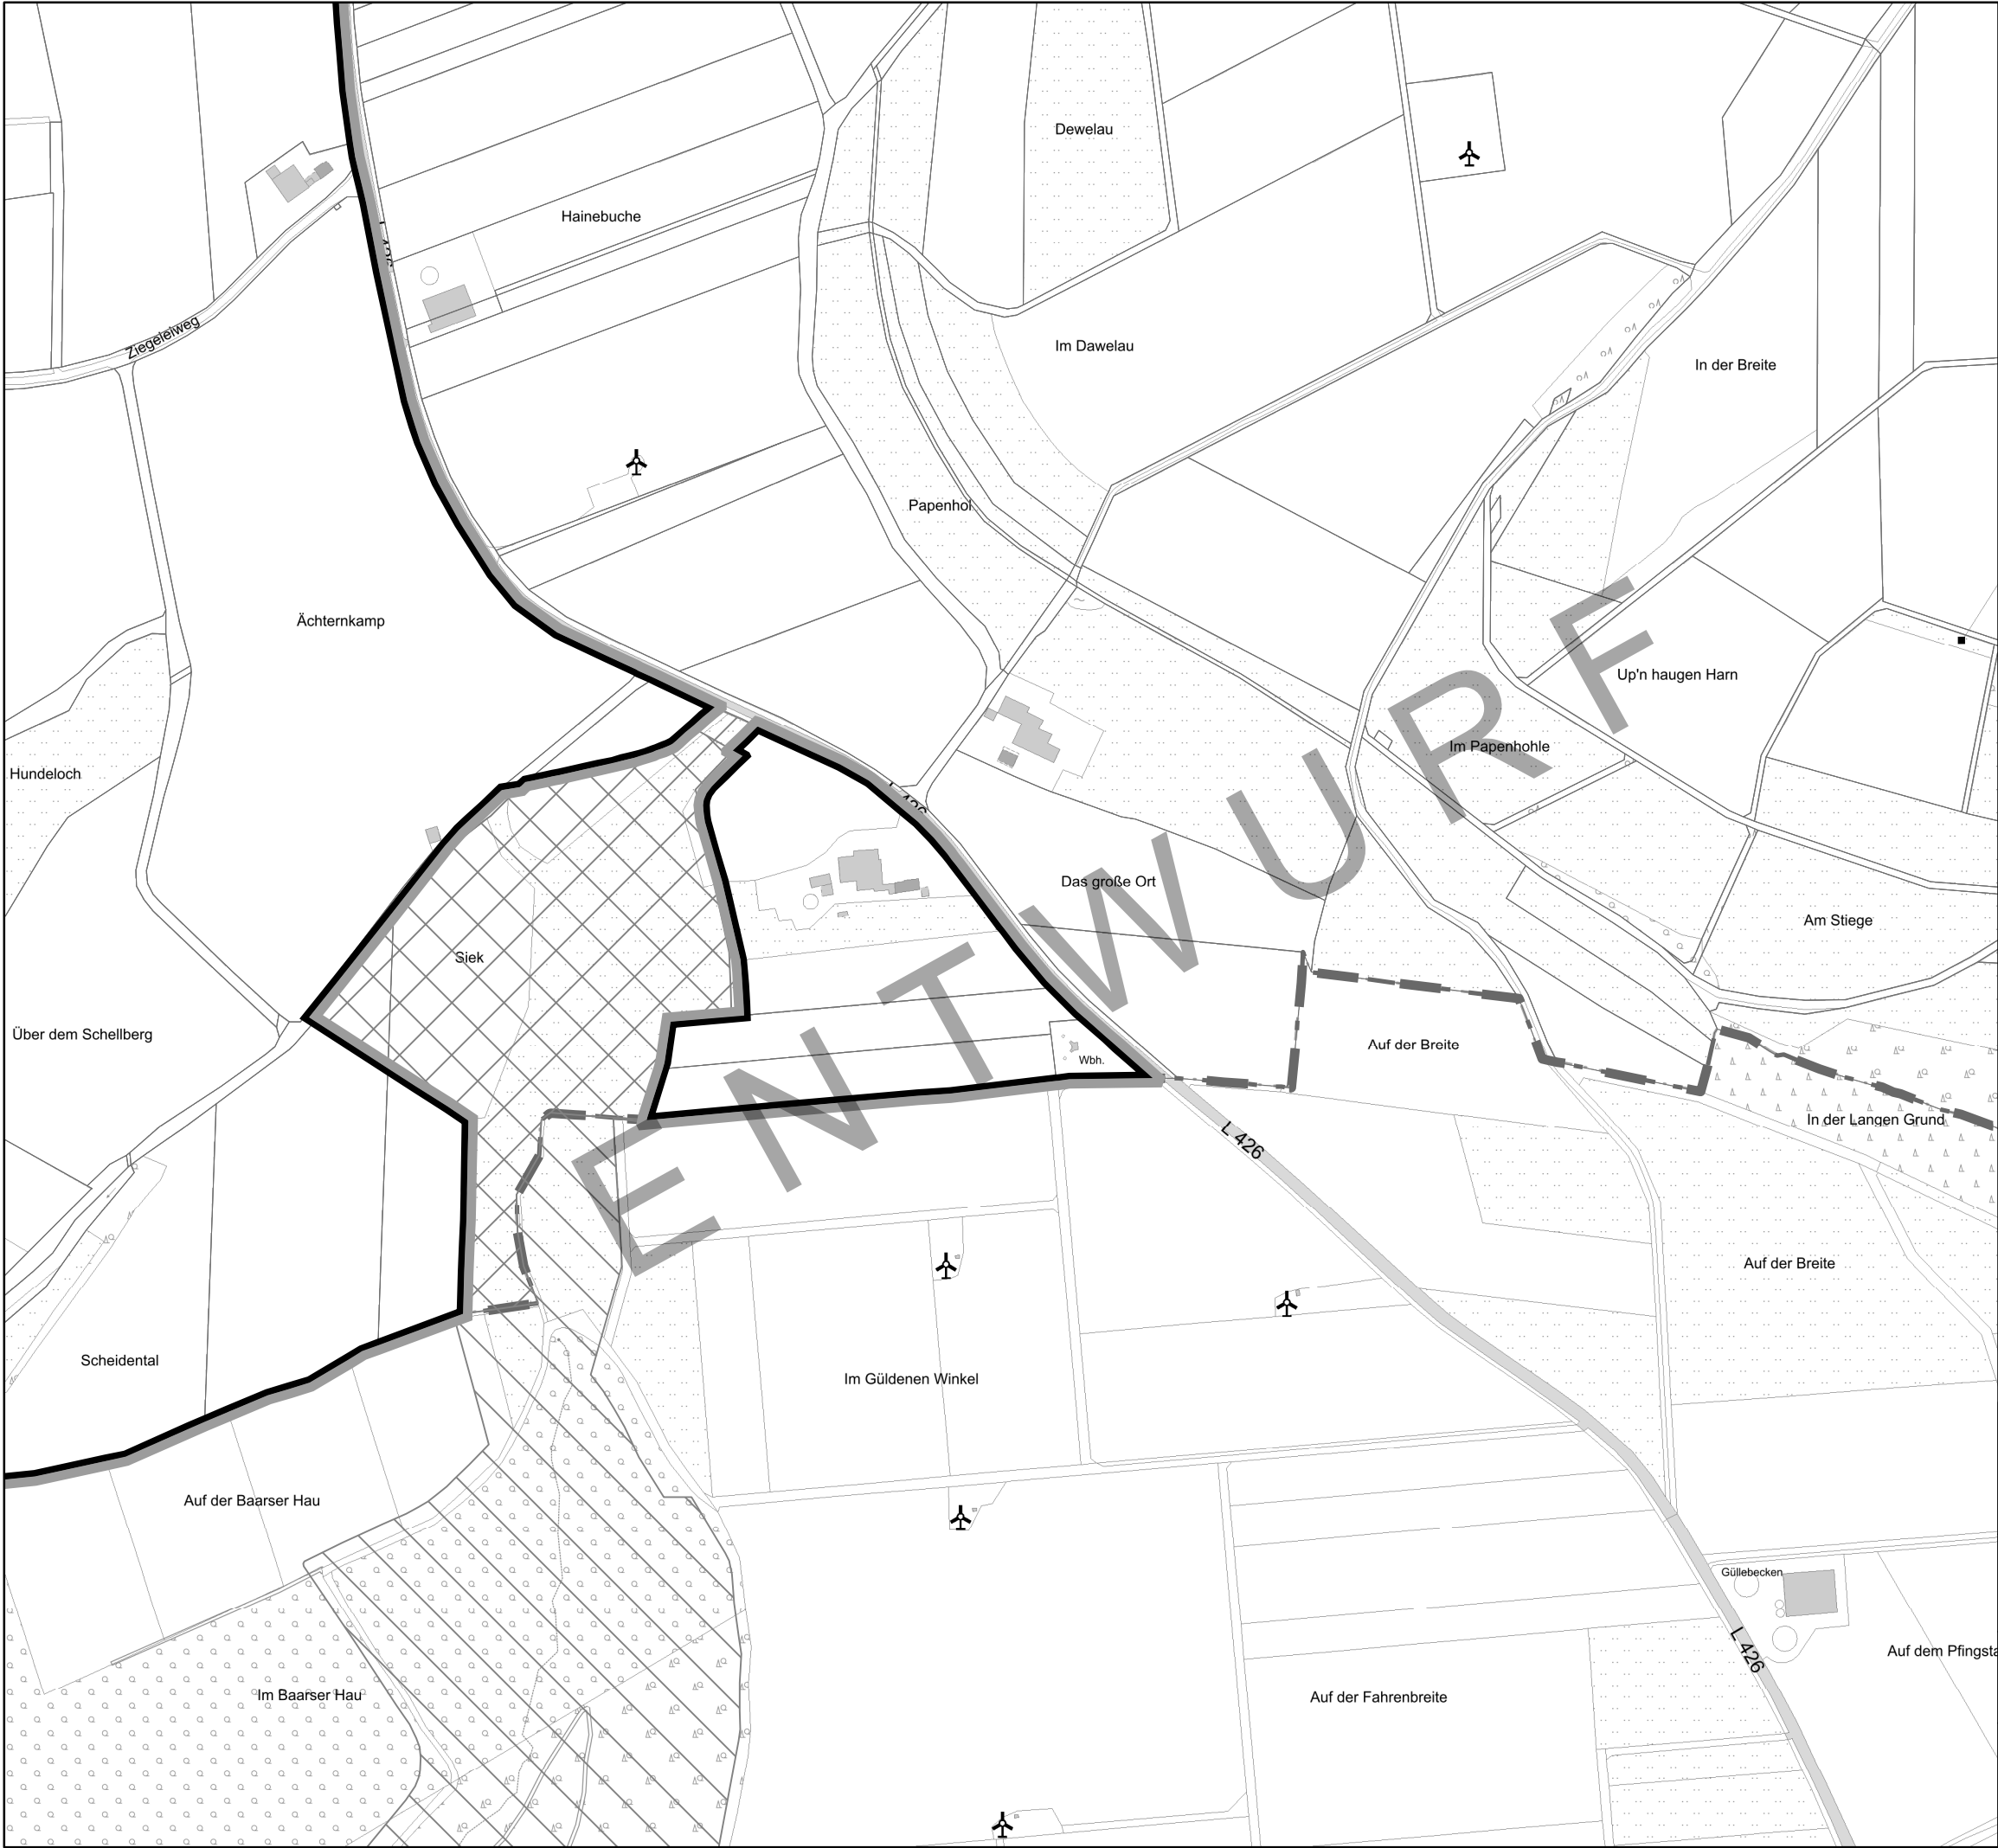 Dewelau
Hainebuche
L 426
Ziegeleiweg
Im Dawelau
In der Breite
Papenhol
Ächternkamp
Up'n haugen Harn
Im Papenhohle
Hundeloch
L 426
Das große Ort
Am Stiege
Siek
Über dem Schellberg
Auf der Breite
Wbh.
In der Langen Grund
L 426
ENTWURF
Auf der Breite
Scheidental
Im Güldenen Winkel
Auf der Baarser Hau
Güllebecken
L 426
Auf dem Pfingsta
Im Baarser Hau
Auf der Fahrenbreite